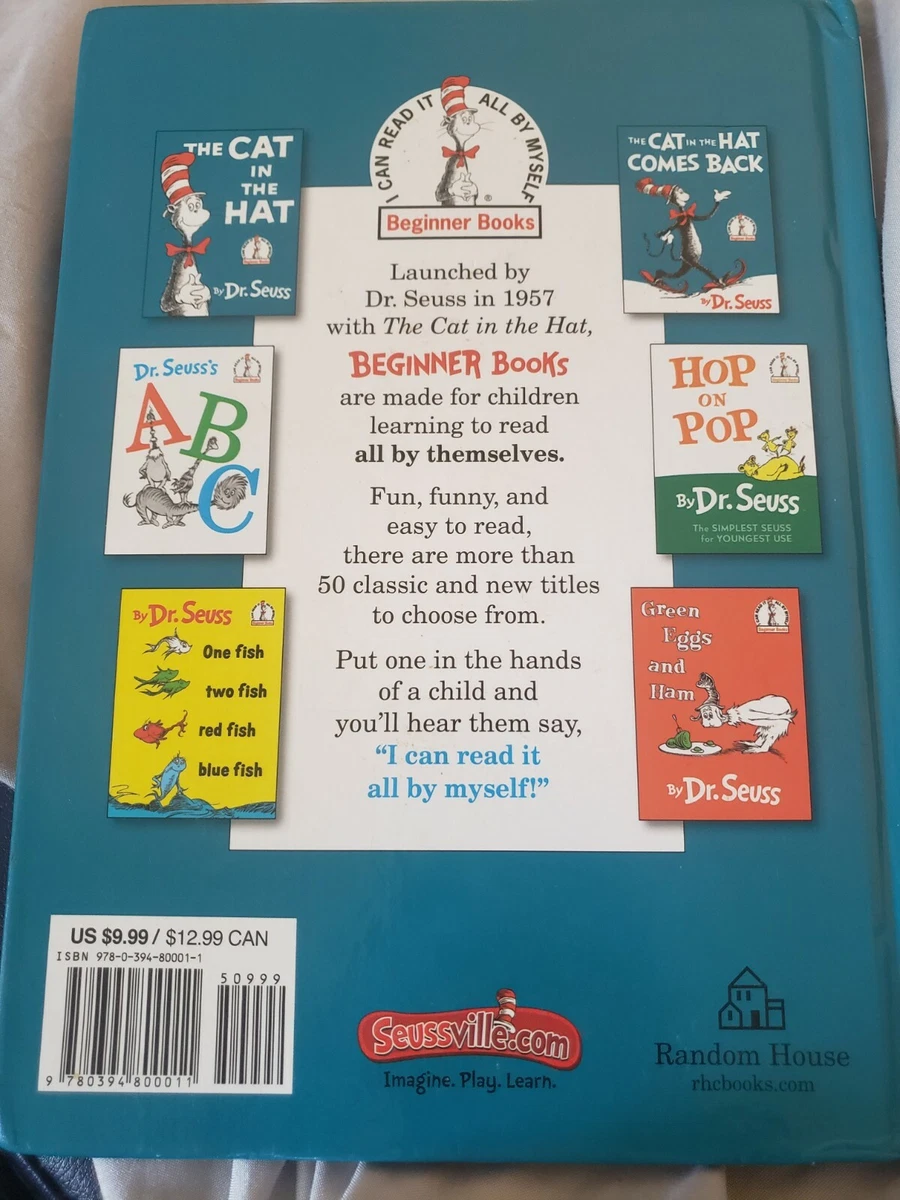 I CAN READ IT ALL BY MYSELF
®
Beginner Books
THE CAT
IN
THE
HAT
By Dr. Seuss
THE CAT IN THE HAT
COMES BACK
By Dr. Seuss
Launched by
Dr. Seuss in 1957
with The Cat in the Hat,
BEGINNER BOOKS
are made for children
learning to read
all by themselves.
Fun, funny, and
easy to read,
there are more than
50 classic and new titles
to choose from.
Put one in the hands
of a child and
you'll hear them say,
“I can read it
all by myself!”
Dr. Seuss's
A B C
HOP
ON
POP
By Dr. Seuss
The SIMPLEST SEUSS
for YOUNGEST USE
By Dr. Seuss
One fish
two fish
red fish
blue fish
Green
Eggs
and
Ham
By Dr. Seuss
US $9.99 / $12.99 CAN
ISBN 978-0-394-80001-1
50999
9 780394 800011
Seussville.com
Imagine. Play. Learn.
Random House
rhcbooks.com